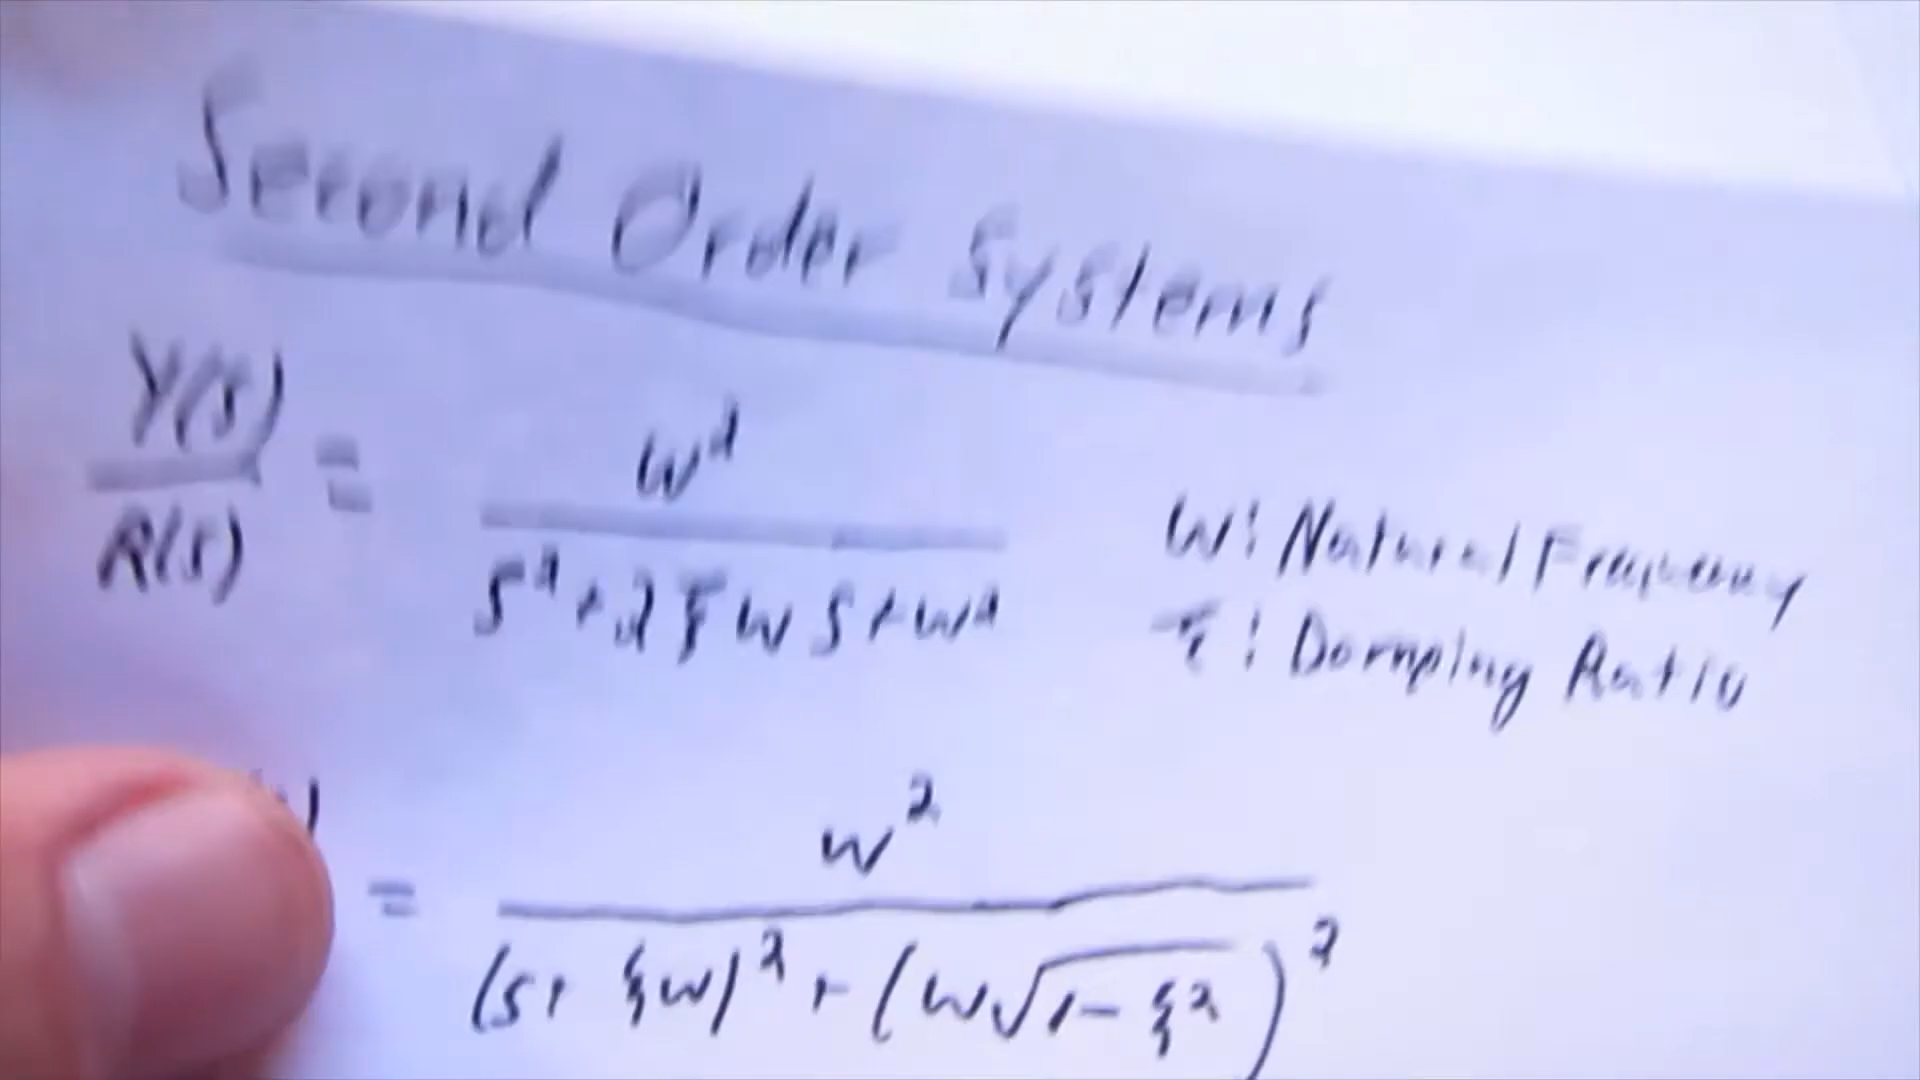 Second Order Systems
Y(s)/R(s) = w²/(s²+2ξws+w²)
w: Natural Frequency
ξ: Damping Ratio
= w²/((s+ξw)²+(w√1-ξ²)²)